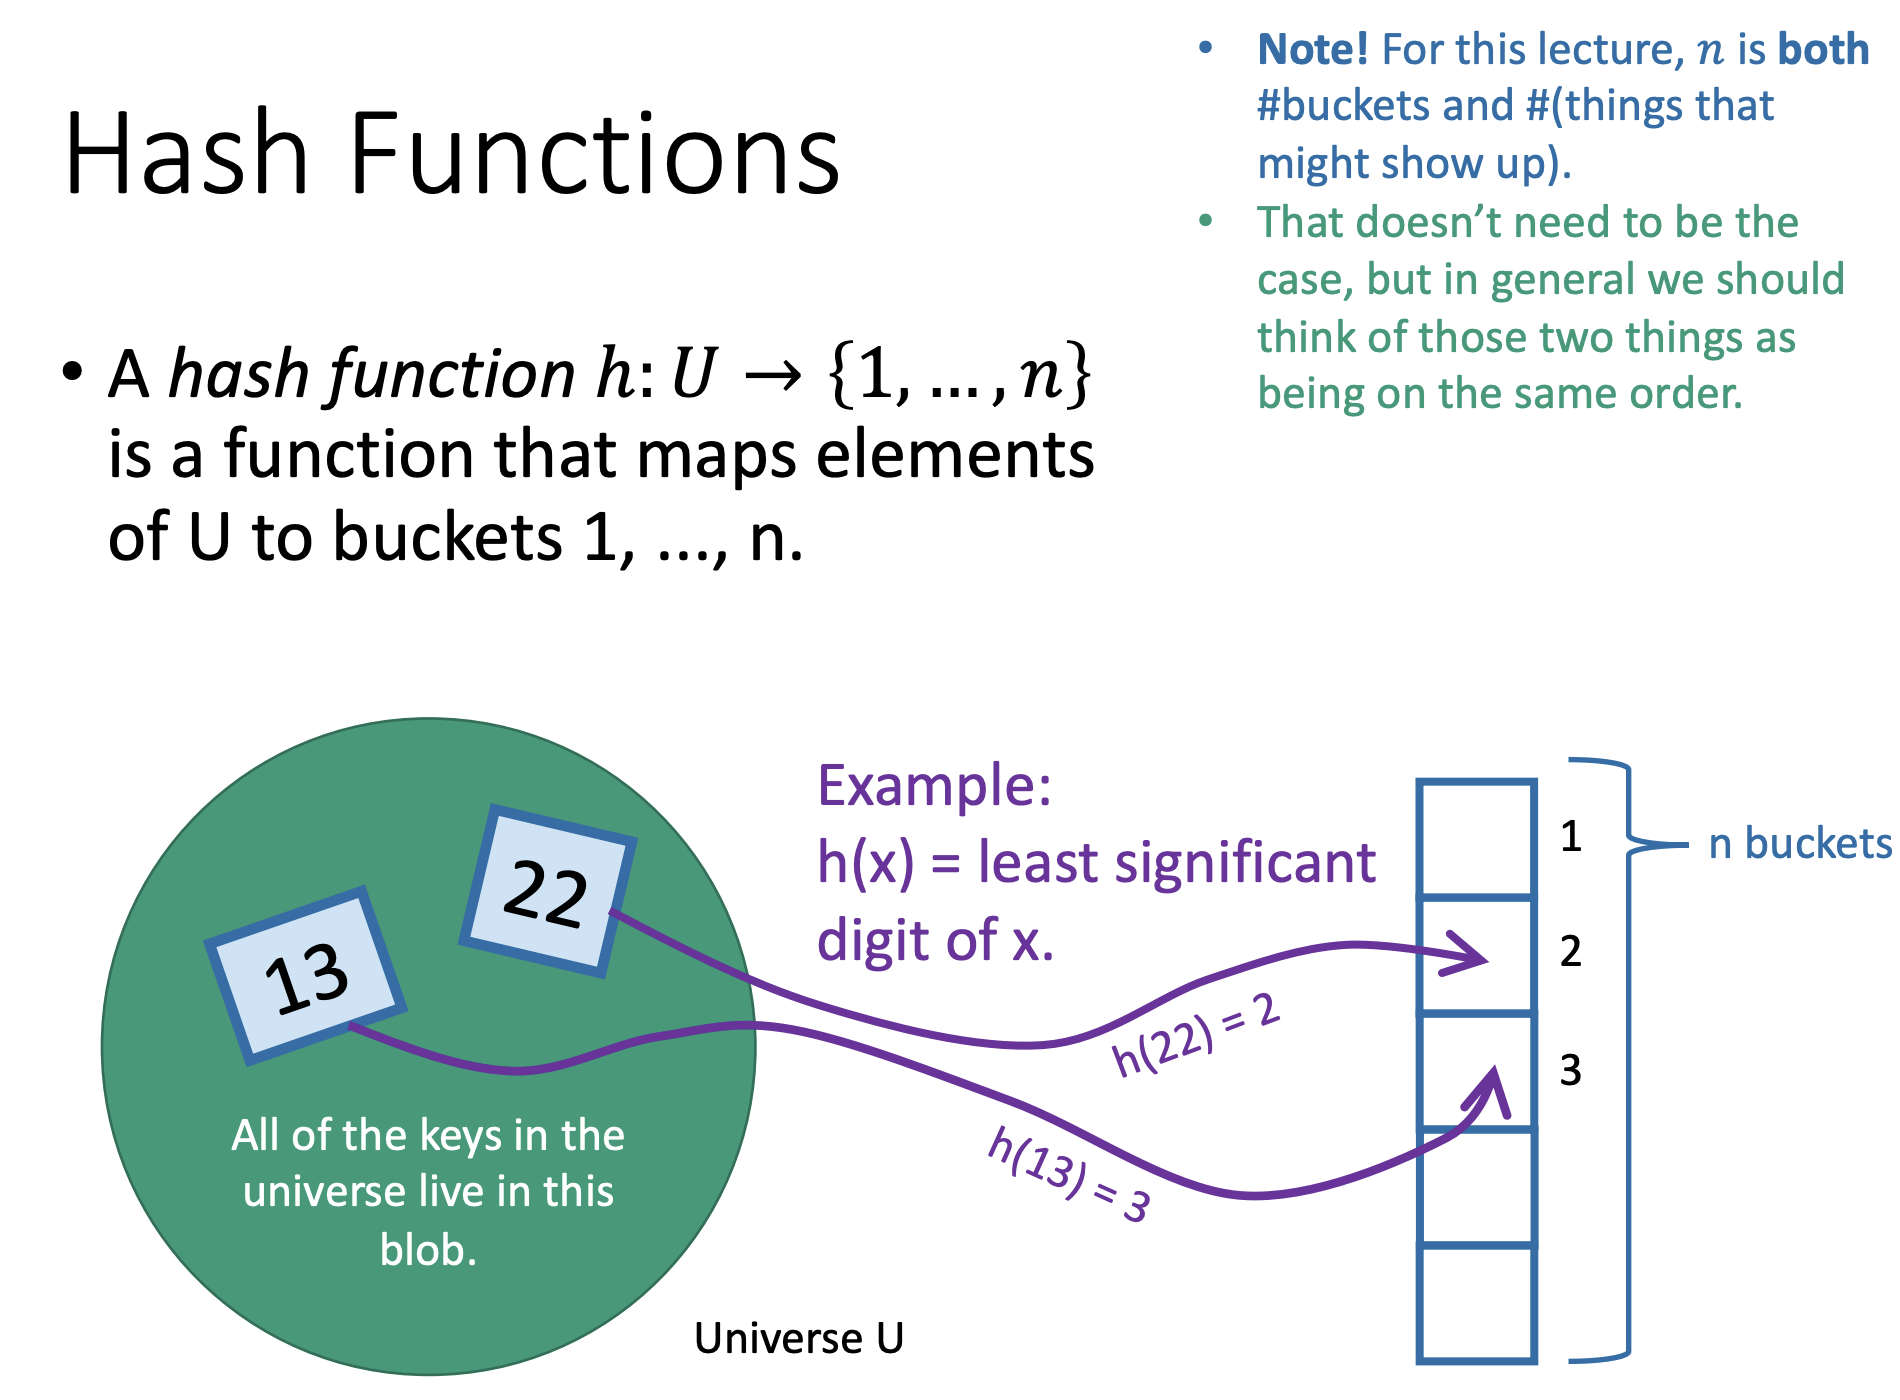 Hash Functions
• Note! For this lecture, n is both
#buckets and #(things that
might show up).
• That doesn’t need to be the
case, but in general we should
think of those two things as
being on the same order.
• A hash function h: U → {1, … , n}
is a function that maps elements
of U to buckets 1, ..., n.
Example:
h(x) = least significant
digit of x.
22
13
h(22) = 2
h(13) = 3
1
2
3
n buckets
All of the keys in the
universe live in this
blob.
Universe U